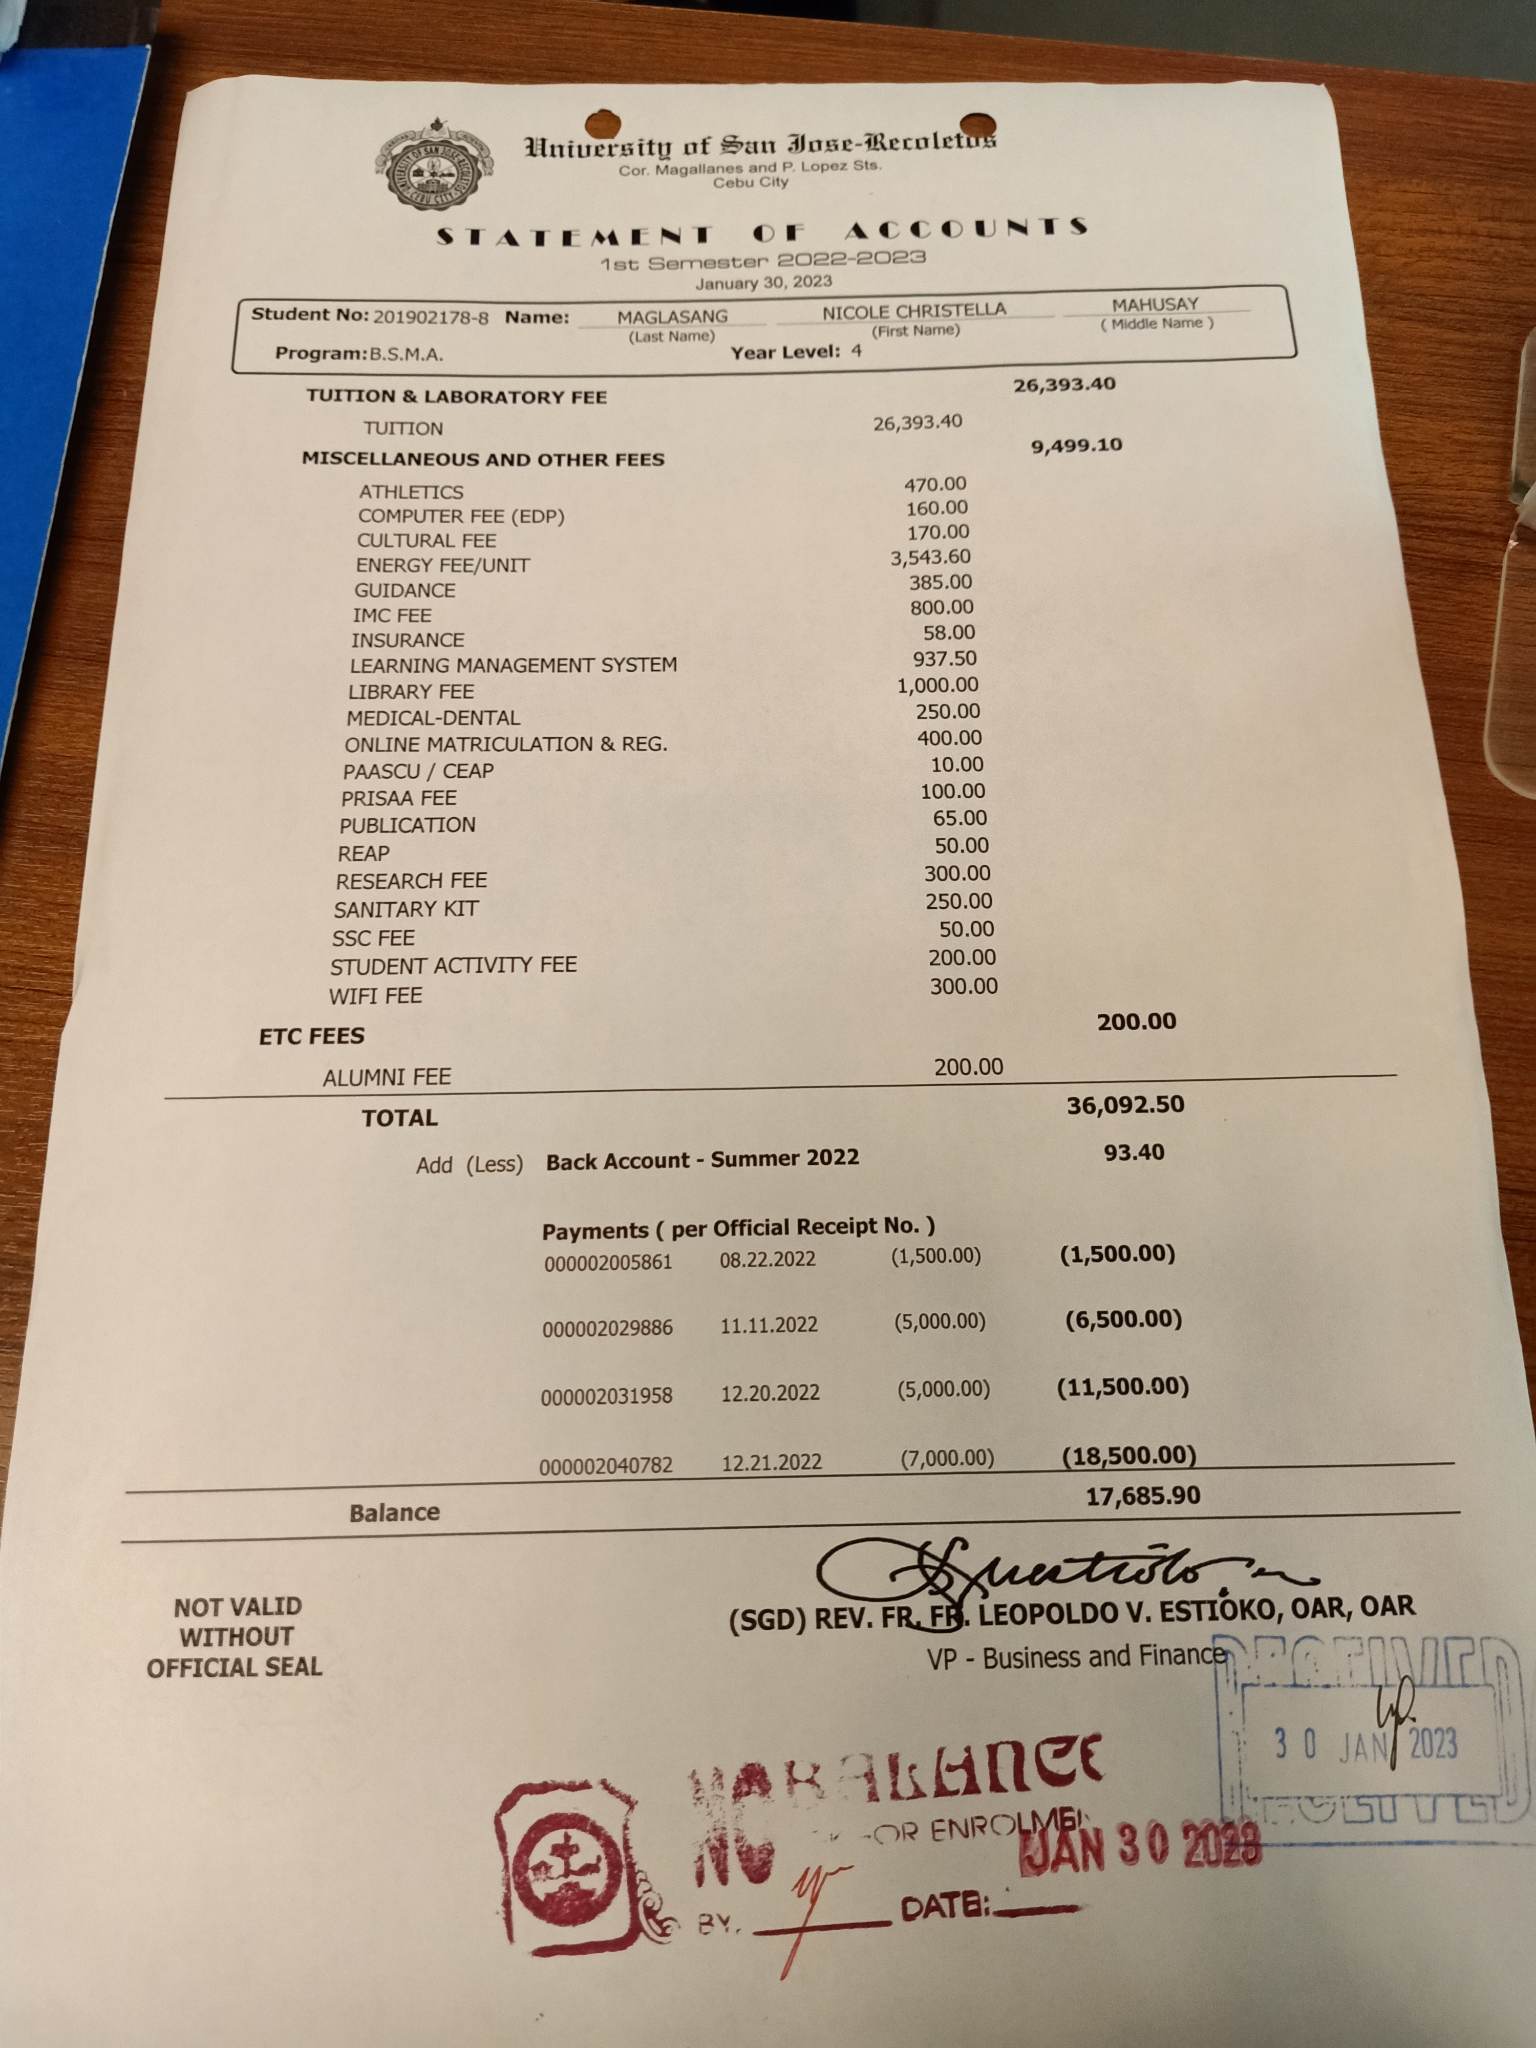 University of San Jose-Recoletos
Cor. Magallanes and P. Lopez Sts.
Cebu City
STATEMENT OF ACCOUNTS
1st Semester 2022-2023
January 30, 2023
Student No: 201902178-8 Name: MAGLASANG NICOLE CHRISTELLA MAHUSAY
(Last Name) (First Name) ( Middle Name )
Program: B.S.M.A. Year Level: 4
TUITION & LABORATORY FEE 26,393.40
TUITION 26,393.40
MISCELLANEOUS AND OTHER FEES 9,499.10
ATHLETICS 470.00
COMPUTER FEE (EDP) 160.00
CULTURAL FEE 170.00
ENERGY FEE/UNIT 3,543.60
GUIDANCE 385.00
IMC FEE 800.00
INSURANCE 58.00
LEARNING MANAGEMENT SYSTEM 937.50
LIBRARY FEE 1,000.00
MEDICAL-DENTAL 250.00
ONLINE MATRICULATION & REG. 400.00
PAASCU / CEAP 10.00
PRISAA FEE 100.00
PUBLICATION 65.00
REAP 50.00
RESEARCH FEE 300.00
SANITARY KIT 250.00
SSC FEE 50.00
STUDENT ACTIVITY FEE 200.00
WIFI FEE 300.00
ETC FEES 200.00
ALUMNI FEE 200.00
TOTAL 36,092.50
Add (Less) Back Account - Summer 2022 93.40
Payments ( per Official Receipt No. )
000002005861 08.22.2022 (1,500.00) (1,500.00)
000002029886 11.11.2022 (5,000.00) (6,500.00)
000002031958 12.20.2022 (5,000.00) (11,500.00)
000002040782 12.21.2022 (7,000.00) (18,500.00)
Balance 17,685.90
NOT VALID
WITHOUT
OFFICIAL SEAL
(SGD) REV. FR. FR. LEOPOLDO V. ESTIOKO, OAR, OAR
VP - Business and Finance
RECEIVED
30 JAN 2023
RECEIVED
BALANCE
OR ENROLME
JAN 30 2023
BY. DATE: